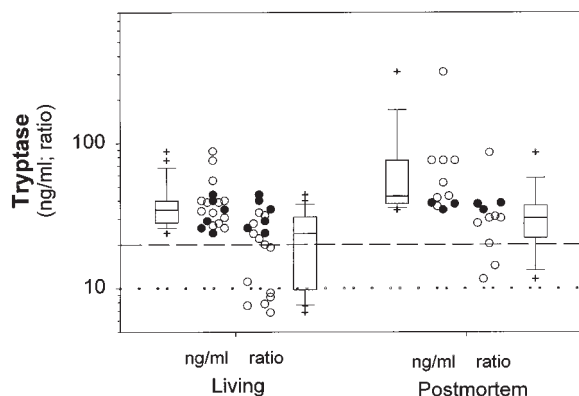 Tryptase
(ng/ml; ratio)
100
10
ng/ml ratio
Living
ng/ml ratio
Postmortem